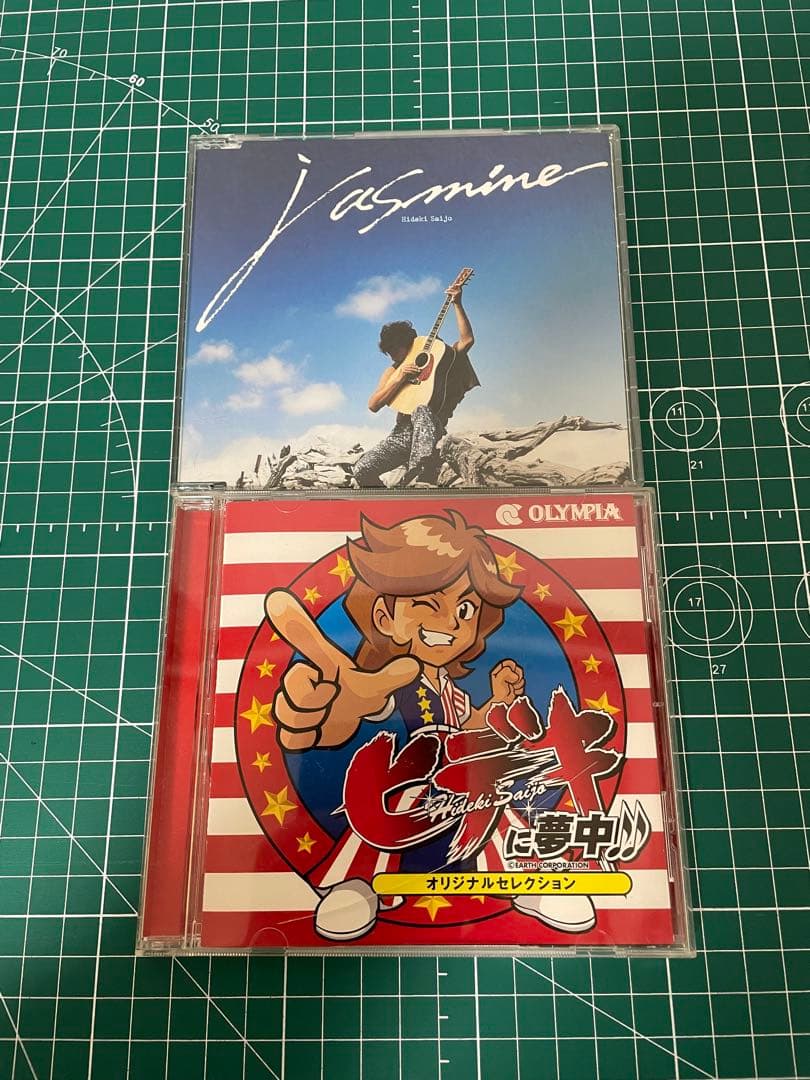 70
60
50
jasmine
Hideki Saijo
11
21
OLYMPIA
17
27
ヒデキ
Hideki Saijo
に夢中!!
©EARTH CORPORATION
オリジナルセレクション